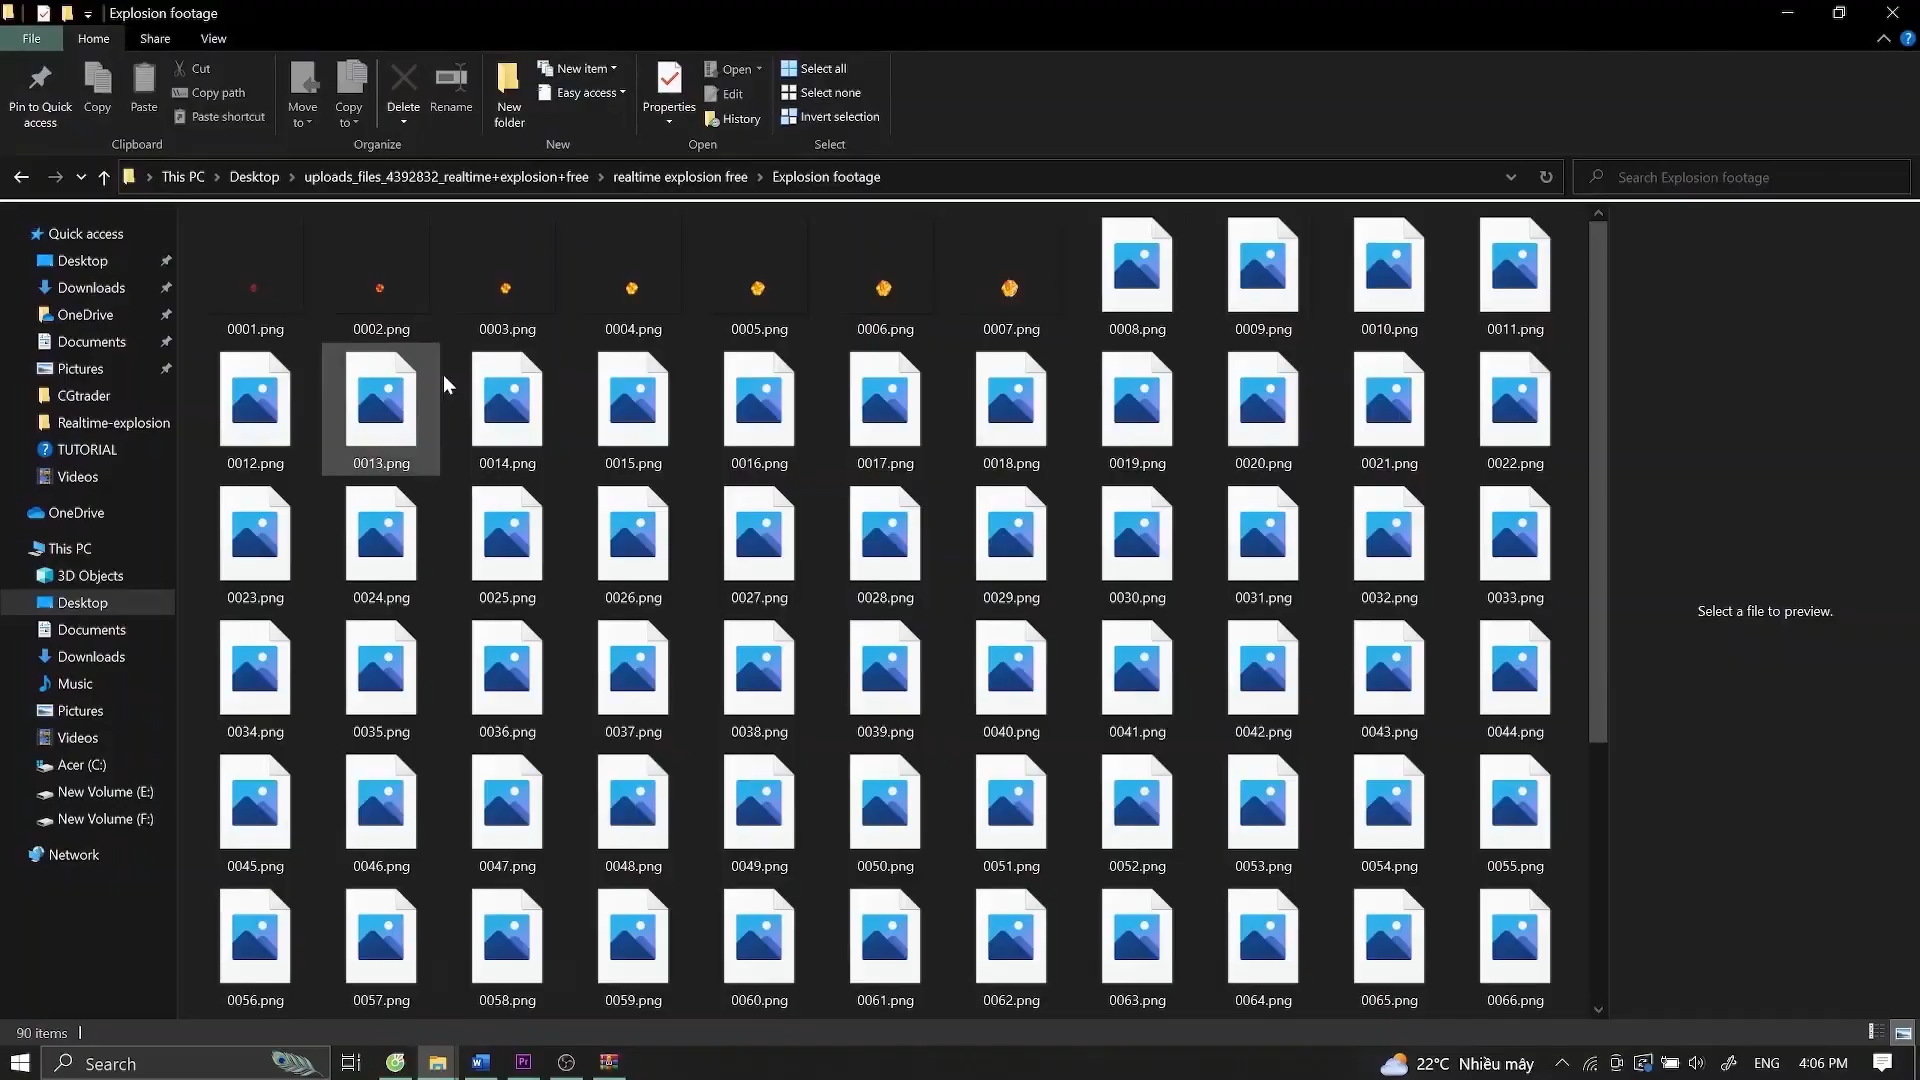 Explosion footage
File Home Share View
Pin to Quick access
Copy
Paste
Cut
Copy path
Paste shortcut
Clipboard
Move to
Copy to
Delete
Rename
Organize
New folder
New item
Easy access
New
Properties
Open
Edit
History
Open
Select all
Select none
Invert selection
Select
This PC > Desktop > uploads_files_4392832_realtime+explosion+free > realtime explosion free > Explosion footage
Search Explosion footage
Quick access
Desktop
Downloads
OneDrive
Documents
Pictures
CGtrader
Realtime-explosion
TUTORIAL
Videos
OneDrive
This PC
3D Objects
Desktop
Documents
Downloads
Music
Pictures
Videos
Acer (C:)
New Volume (E:)
New Volume (F:)
Network
0001.png 0002.png 0003.png 0004.png 0005.png 0006.png 0007.png 0008.png 0009.png 0010.png 0011.png
0012.png 0013.png 0014.png 0015.png 0016.png 0017.png 0018.png 0019.png 0020.png 0021.png 0022.png
0023.png 0024.png 0025.png 0026.png 0027.png 0028.png 0029.png 0030.png 0031.png 0032.png 0033.png
0034.png 0035.png 0036.png 0037.png 0038.png 0039.png 0040.png 0041.png 0042.png 0043.png 0044.png
0045.png 0046.png 0047.png 0048.png 0049.png 0050.png 0051.png 0052.png 0053.png 0054.png 0055.png
0056.png 0057.png 0058.png 0059.png 0060.png 0061.png 0062.png 0063.png 0064.png 0065.png 0066.png
Select a file to preview.
90 items
Search
Pr
22°C Nhiều mây
ENG
4:06 PM